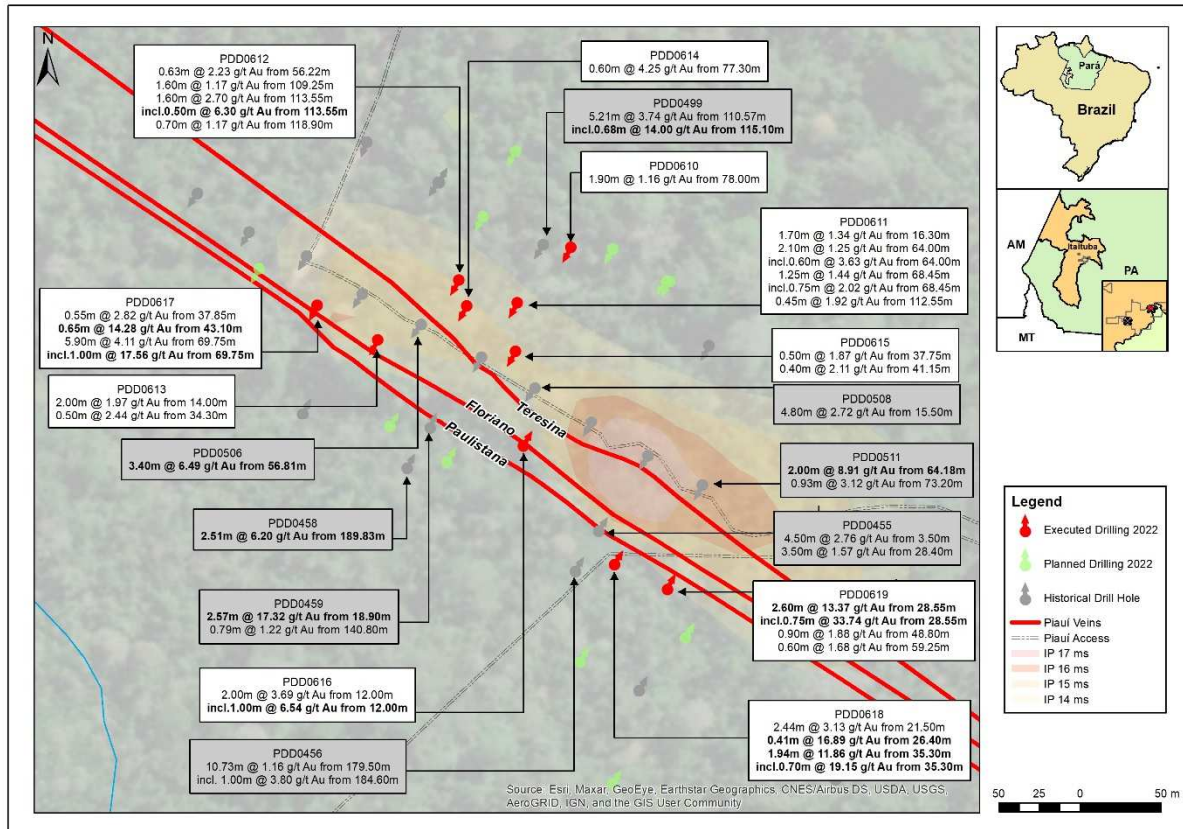 N
PDD0612
0.63m @ 2.23 g/t Au from 56.22m
1.60m @ 1.17 g/t Au from 109.25m
1.60m @ 2.70 g/t Au from 113.55m
incl.0.50m @ 6.30 g/t Au from 113.55m
0.70m @ 1.17 g/t Au from 118.90m
PDD0614
0.60m @ 4.25 g/t Au from 77.30m
PDD0499
5.21m @ 3.74 g/t Au from 110.57m
incl.0.68m @ 14.00 g/t Au from 115.10m
PDD0610
1.90m @ 1.16 g/t Au from 78.00m
PDD0611
1.70m @ 1.34 g/t Au from 16.30m
2.10m @ 1.25 g/t Au from 64.00m
incl.0.60m @ 3.63 g/t Au from 64.00m
1.25m @ 1.44 g/t Au from 68.45m
incl.0.75m @ 2.02 g/t Au from 68.45m
0.45m @ 1.92 g/t Au from 112.55m
PDD0617
0.55m @ 2.82 g/t Au from 37.85m
0.65m @ 14.28 g/t Au from 43.10m
5.90m @ 4.11 g/t Au from 69.75m
incl.1.00m @ 17.56 g/t Au from 69.75m
PDD0615
0.50m @ 1.87 g/t Au from 37.75m
0.40m @ 2.11 g/t Au from 41.15m
PDD0613
2.00m @ 1.97 g/t Au from 14.00m
0.50m @ 2.44 g/t Au from 34.30m
PDD0508
4.80m @ 2.72 g/t Au from 15.50m
Teresina
Floriano
Paulistana
PDD0506
3.40m @ 6.49 g/t Au from 56.81m
PDD0511
2.00m @ 8.91 g/t Au from 64.18m
0.93m @ 3.12 g/t Au from 73.20m
PDD0458
2.51m @ 6.20 g/t Au from 189.83m
PDD0455
4.50m @ 2.76 g/t Au from 3.50m
3.50m @ 1.57 g/t Au from 28.40m
PDD0459
2.57m @ 17.32 g/t Au from 18.90m
0.79m @ 1.22 g/t Au from 140.80m
PDD0619
2.60m @ 13.37 g/t Au from 28.55m
incl.0.75m @ 33.74 g/t Au from 28.55m
0.90m @ 1.88 g/t Au from 48.80m
0.60m @ 1.68 g/t Au from 59.25m
PDD0616
2.00m @ 3.69 g/t Au from 12.00m
incl.1.00m @ 6.54 g/t Au from 12.00m
PDD0618
2.44m @ 3.13 g/t Au from 21.50m
0.41m @ 16.89 g/t Au from 26.40m
1.94m @ 11.86 g/t Au from 35.30m
incl.0.70m @ 19.15 g/t Au from 35.30m
PDD0456
10.73m @ 1.16 g/t Au from 179.50m
incl. 1.00m @ 3.80 g/t Au from 184.60m
Source: Esri, Maxar, GeoEye, Earthstar Geographics, CNES/Airbus DS, USDA, USGS,
AeroGRID, IGN, and the GIS User Community
Pará
Brazil
AM
Itaituba
PA
MT
Legend
Executed Drilling 2022
Planned Drilling 2022
Historical Drill Hole
Piauí Veins
Piauí Access
IP 17 ms
IP 16 ms
IP 15 ms
IP 14 ms
50 25 0 50 m